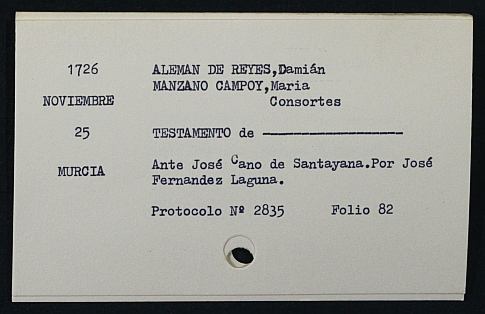 1726 ALEMAN DE REYES,Damián
MANZANO CAMPOY,Maria
NOVIEMBRE Consortes
25 TESTAMENTO de -------------------
Ante José Cano de Santayana.Por José
MURCIA
Fernandez Laguna.
Protocolo Nº 2835 Folio 82